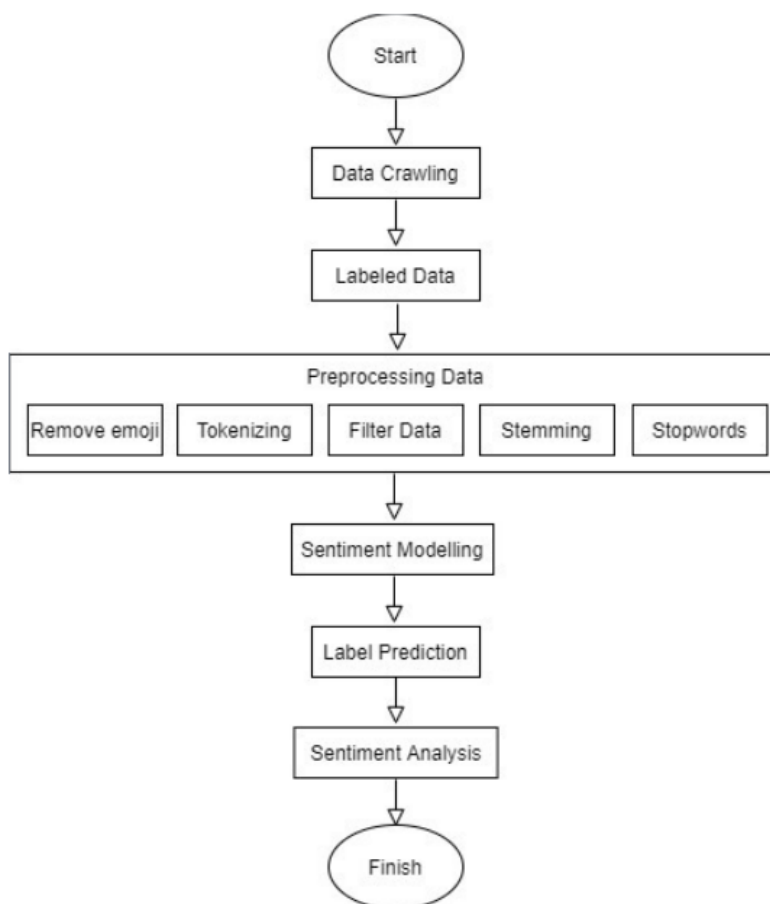 Start
Data Crawling
Labeled Data
Preprocessing Data
Remove emoji
Tokenizing
Filter Data
Stemming
Stopwords
Sentiment Modelling
Label Prediction
Sentiment Analysis
Finish